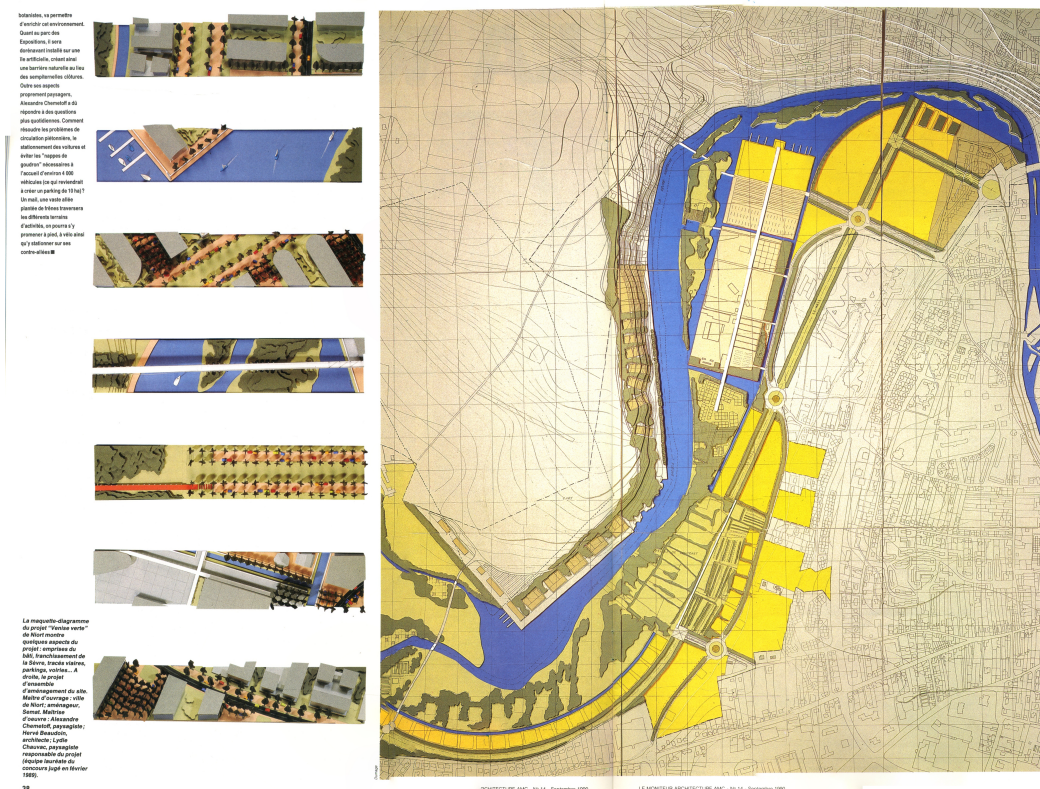 botanistes, va permettre
d'enrichir cet environnement.
Quant au parc des
Expositions, il sera
dorénavant installé sur une
île artificielle, créant ainsi
une barrière naturelle au lieu
des sempiternelles clôtures.
Outre ses aspects
proprement paysagers,
Alexandre Chemetoff a dû
répondre à des questions
plus quotidiennes. Comment
résoudre les problèmes de
circulation piétonnière, le
stationnement des voitures et
éviter les "nappes de
goudron" nécessaires à
l'accueil d'environ 4 000
véhicules (ce qui reviendrait
à créer un parking de 10 ha)?
Un mail, une vaste allée
plantée de frênes traversera
les différents terrains
d'activités, on pourra s'y
promener à pied, à vélo ainsi
qu'y stationner sur ses
contre-allées ■
La maquette-diagramme
du projet "Venise verte"
de Niort montre
quelques aspects du
projet : emprises du
bâti, franchissement de
la Sèvre, tracés viaires,
parkings, voiries... A
droite, le projet
d'ensemble
d'aménagement du site.
Maître d'ouvrage : ville
de Niort ; aménageur,
Semat. Maîtrise
d'oeuvre : Alexandre
Chemetoff, paysagiste ;
Hervé Beaudoin,
architecte ; Lydie
Chauvac, paysagiste
responsable du projet
(équipe lauréate du
concours jugé en février
1989).
38
LE MONITEUR ARCHITECTURE AMC - Nº 14 - Septembre 1990